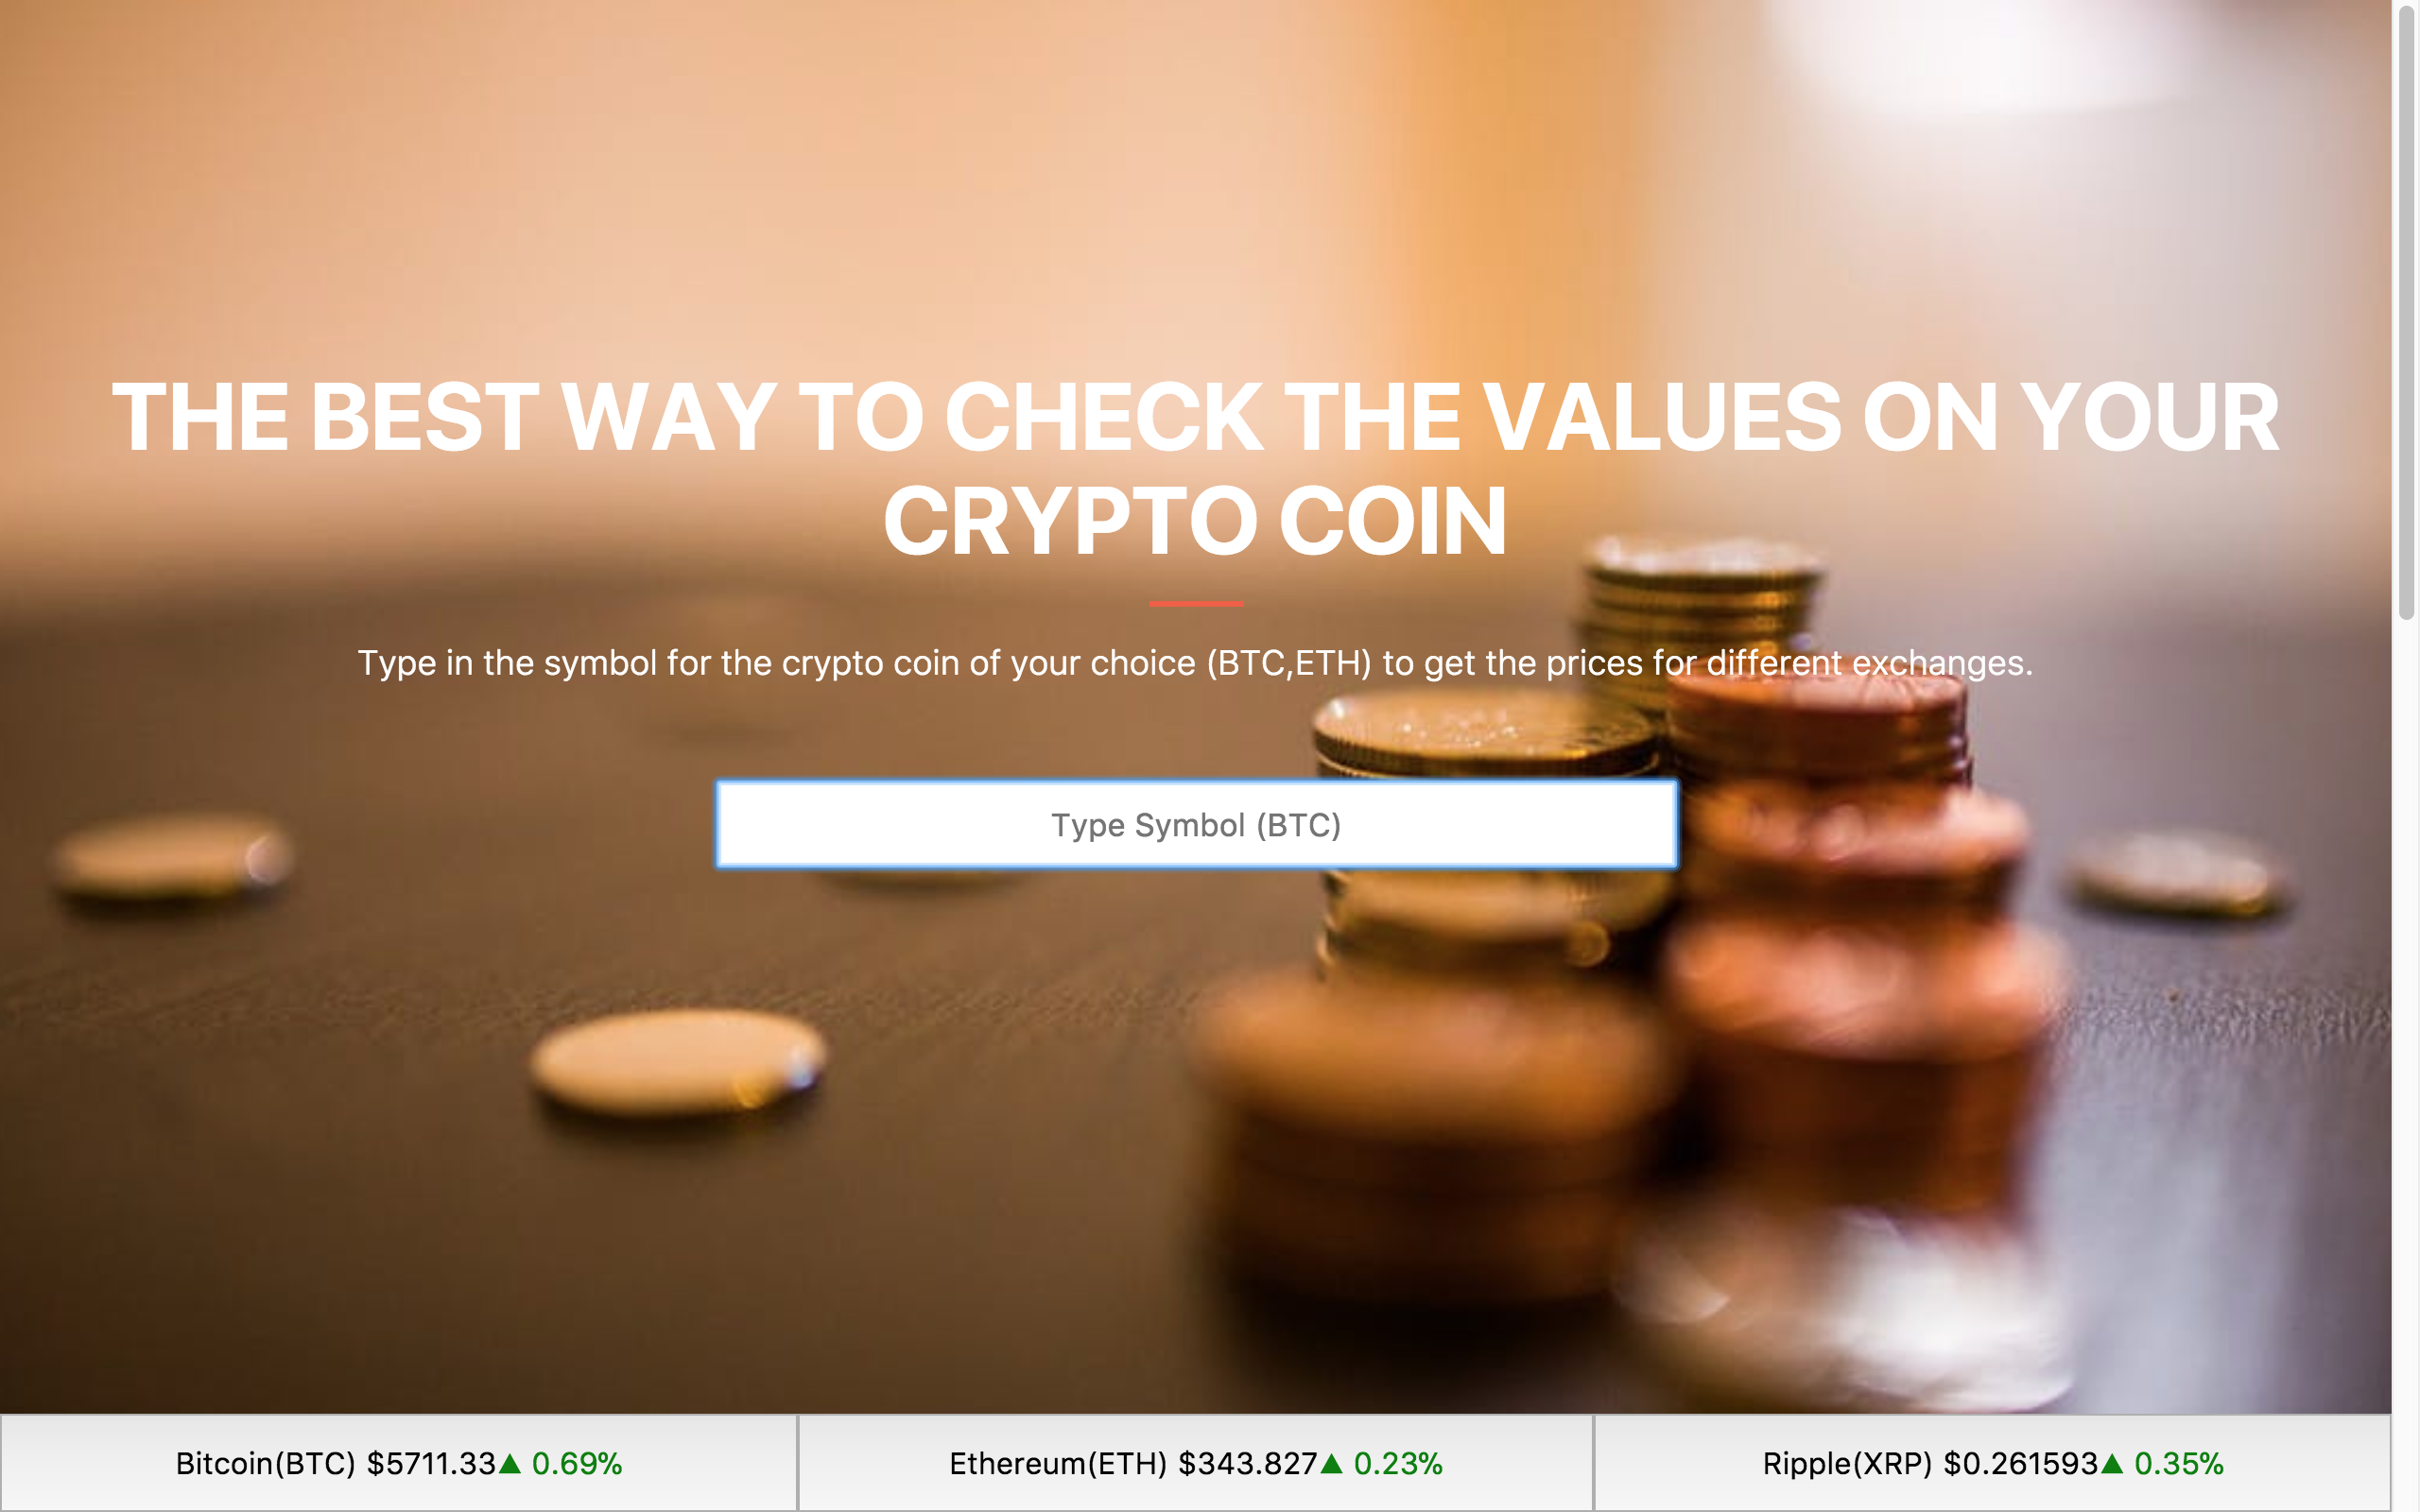 THE BEST WAY TO CHECK THE VALUES ON YOUR
CRYPTO COIN
Type in the symbol for the crypto coin of your choice (BTC,ETH) to get the prices for different exchanges.
Type Symbol (BTC)
Bitcoin(BTC) $5711.33▲ 0.69%
Ethereum(ETH) $343.827▲ 0.23%
Ripple(XRP) $0.261593▲ 0.35%